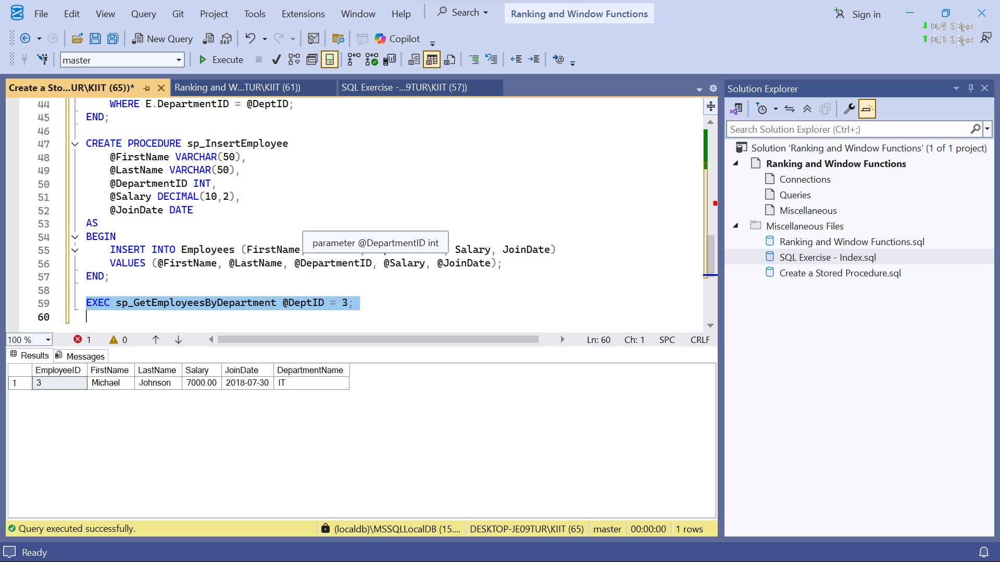 File Edit View Query Git Project Tools Extensions Window Help Search Ranking and Window Functions Sign in
New Query DAX Copilot
master Execute
Create a Sto...UR\KIIT (65))* Ranking and W...TUR\KIIT (61)) SQL Exercise -...9TUR\KIIT (57))
44 WHERE E.DepartmentID = @DeptID;
45 END;
46
47 CREATE PROCEDURE sp_InsertEmployee
48 @FirstName VARCHAR(50),
49 @LastName VARCHAR(50),
50 @DepartmentID INT,
51 @Salary DECIMAL(10,2),
52 @JoinDate DATE
53 AS
54 BEGIN
parameter @DepartmentID int
55 INSERT INTO Employees (FirstName, Salary, JoinDate)
56 VALUES (@FirstName, @LastName, @DepartmentID, @Salary, @JoinDate);
57 END;
58
59 EXEC sp_GetEmployeesByDepartment @DeptID = 3;
60
100 % 1 0 Ln: 60 Ch: 1 SPC CRLF
Results Messages
EmployeeID FirstName LastName Salary JoinDate DepartmentName
1 3 Michael Johnson 7000.00 2018-07-30 IT
Query executed successfully. (localdb)\MSSQLLocalDB (15.... DESKTOP-JE09TUR\KIIT (65) master 00:00:00 1 rows
Solution Explorer
Search Solution Explorer (Ctrl+;)
Solution 'Ranking and Window Functions' (1 of 1 project)
Ranking and Window Functions
Connections
Queries
Miscellaneous
Miscellaneous Files
Ranking and Window Functions.sql
SQL Exercise - Index.sql
Create a Stored Procedure.sql
Ready